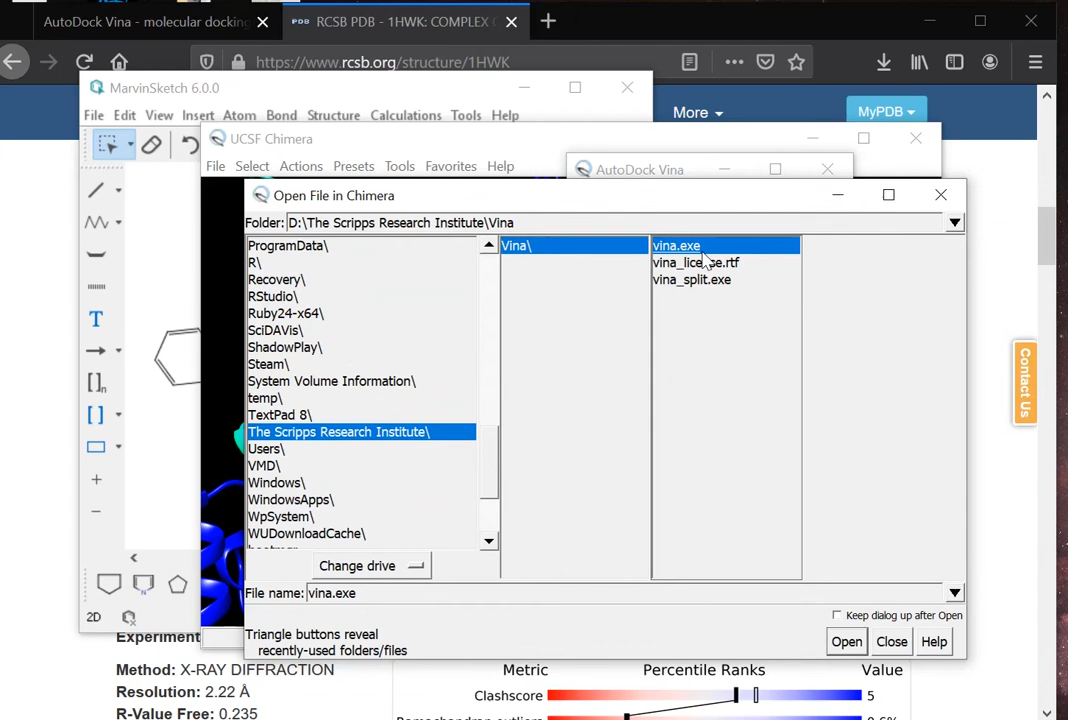 AutoDock Vina - molecular docking
PDB RCSB PDB - 1HWK: COMPLEX
https://www.rcsb.org/structure/1HWK
MarvinSketch 6.0.0
File Edit View Insert Atom Bond Structure Calculations Tools Help
More
MyPDB
UCSF Chimera
File Select Actions Presets Tools Favorites Help
AutoDock Vina
Open File in Chimera
Folder: D:\The Scripps Research Institute\Vina
ProgramData\
R\
Recovery\
RStudio\
Ruby24-x64\
SciDAVis\
ShadowPlay\
Steam\
System Volume Information\
temp\
TextPad 8\
The Scripps Research Institute\
Users\
VMD\
Windows\
WindowsApps\
WpSystem\
WUDownloadCache\
Vina\
vina.exe
vina_license.rtf
vina_split.exe
Change drive
File name: vina.exe
Keep dialog up after Open
Triangle buttons reveal
recently-used folders/files
Open Close Help
T
[]n
[]
2D
N
Contact Us
Experiment
Method: X-RAY DIFFRACTION
Resolution: 2.22 Å
R-Value Free: 0.235
Metric Percentile Ranks Value
Clashscore 5